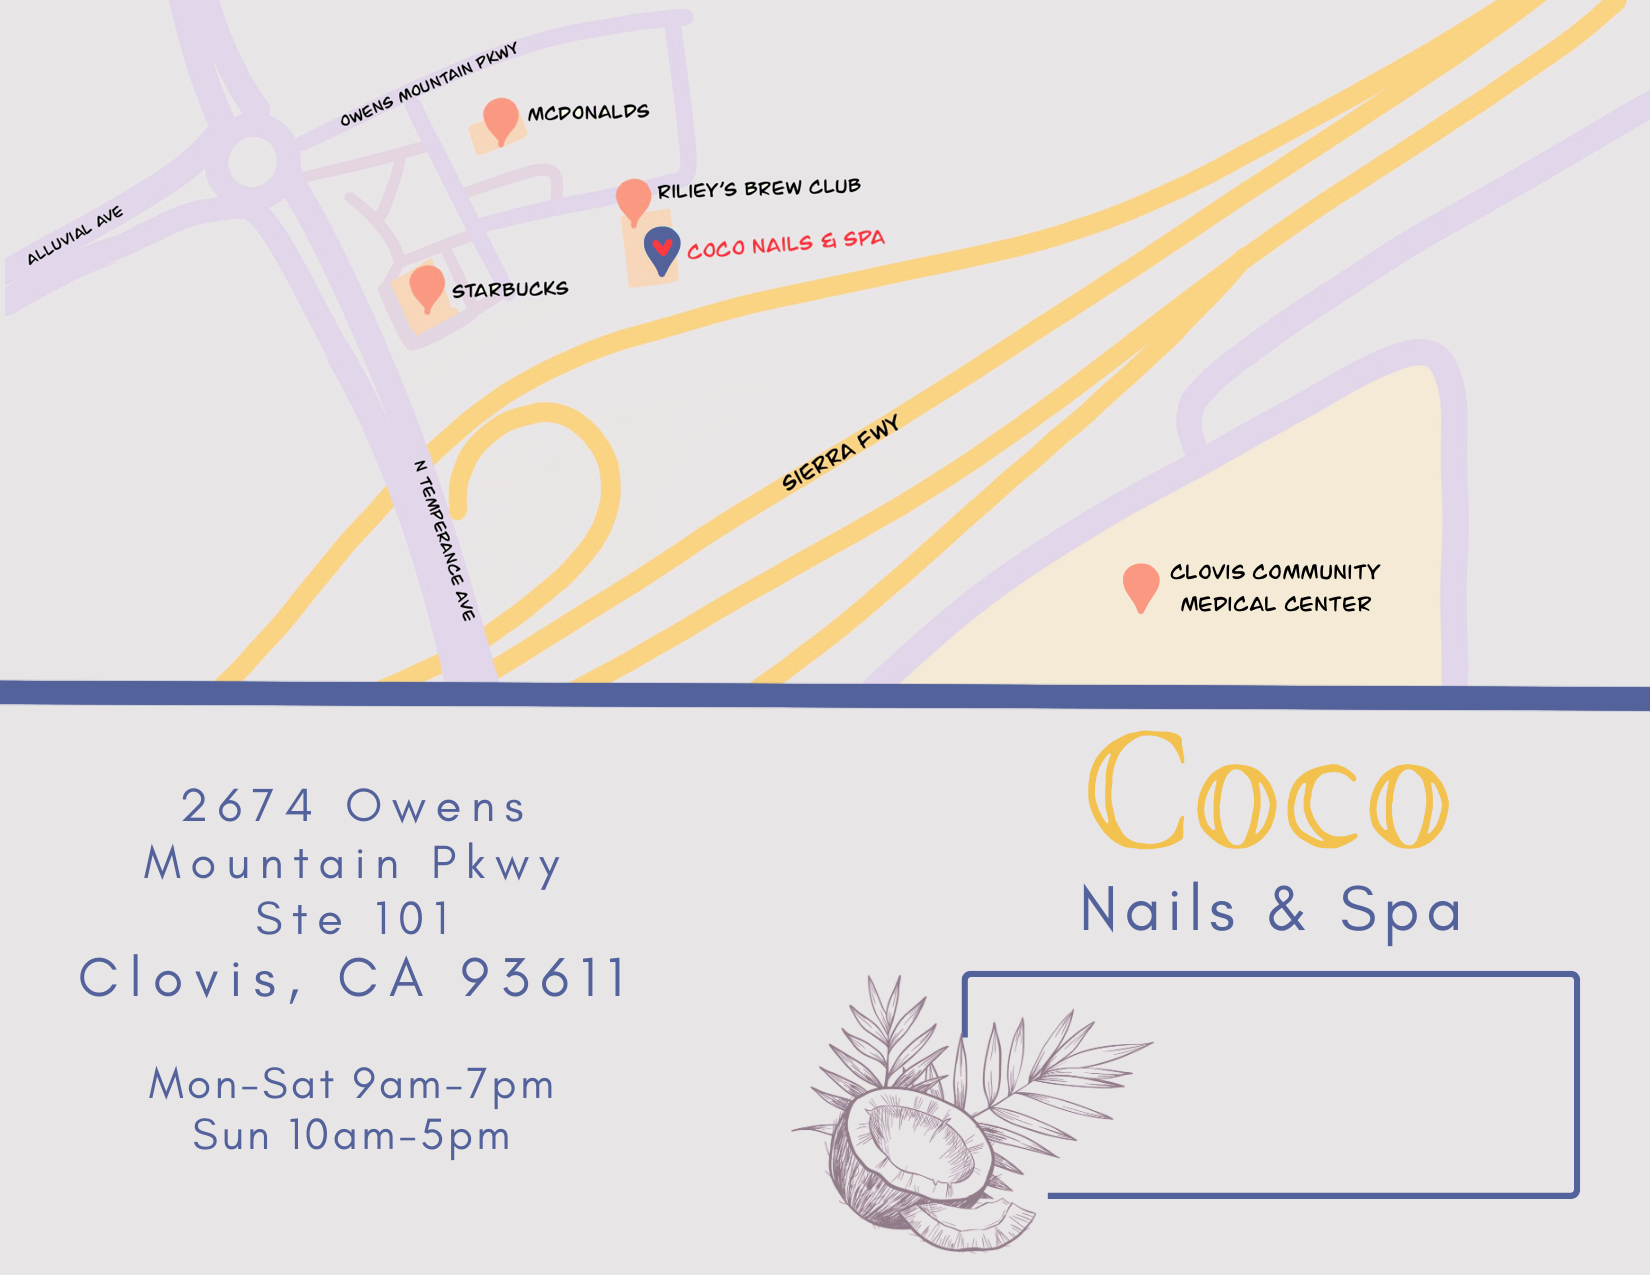 OWENS MOUNTAIN PKWY
MCDONALDS
RILIEY'S BREW CLUB
ALLUVIAL AVE
COCO NAILS & SPA
STARBUCKS
SIERRA FWY
N TEMPERANCE AVE
CLOVIS COMMUNITY
MEDICAL CENTER
2674 Owens
Mountain Pkwy
Ste 101
Clovis, CA 93611
Mon-Sat 9am-7pm
Sun 10am-5pm
Coco
Nails & Spa